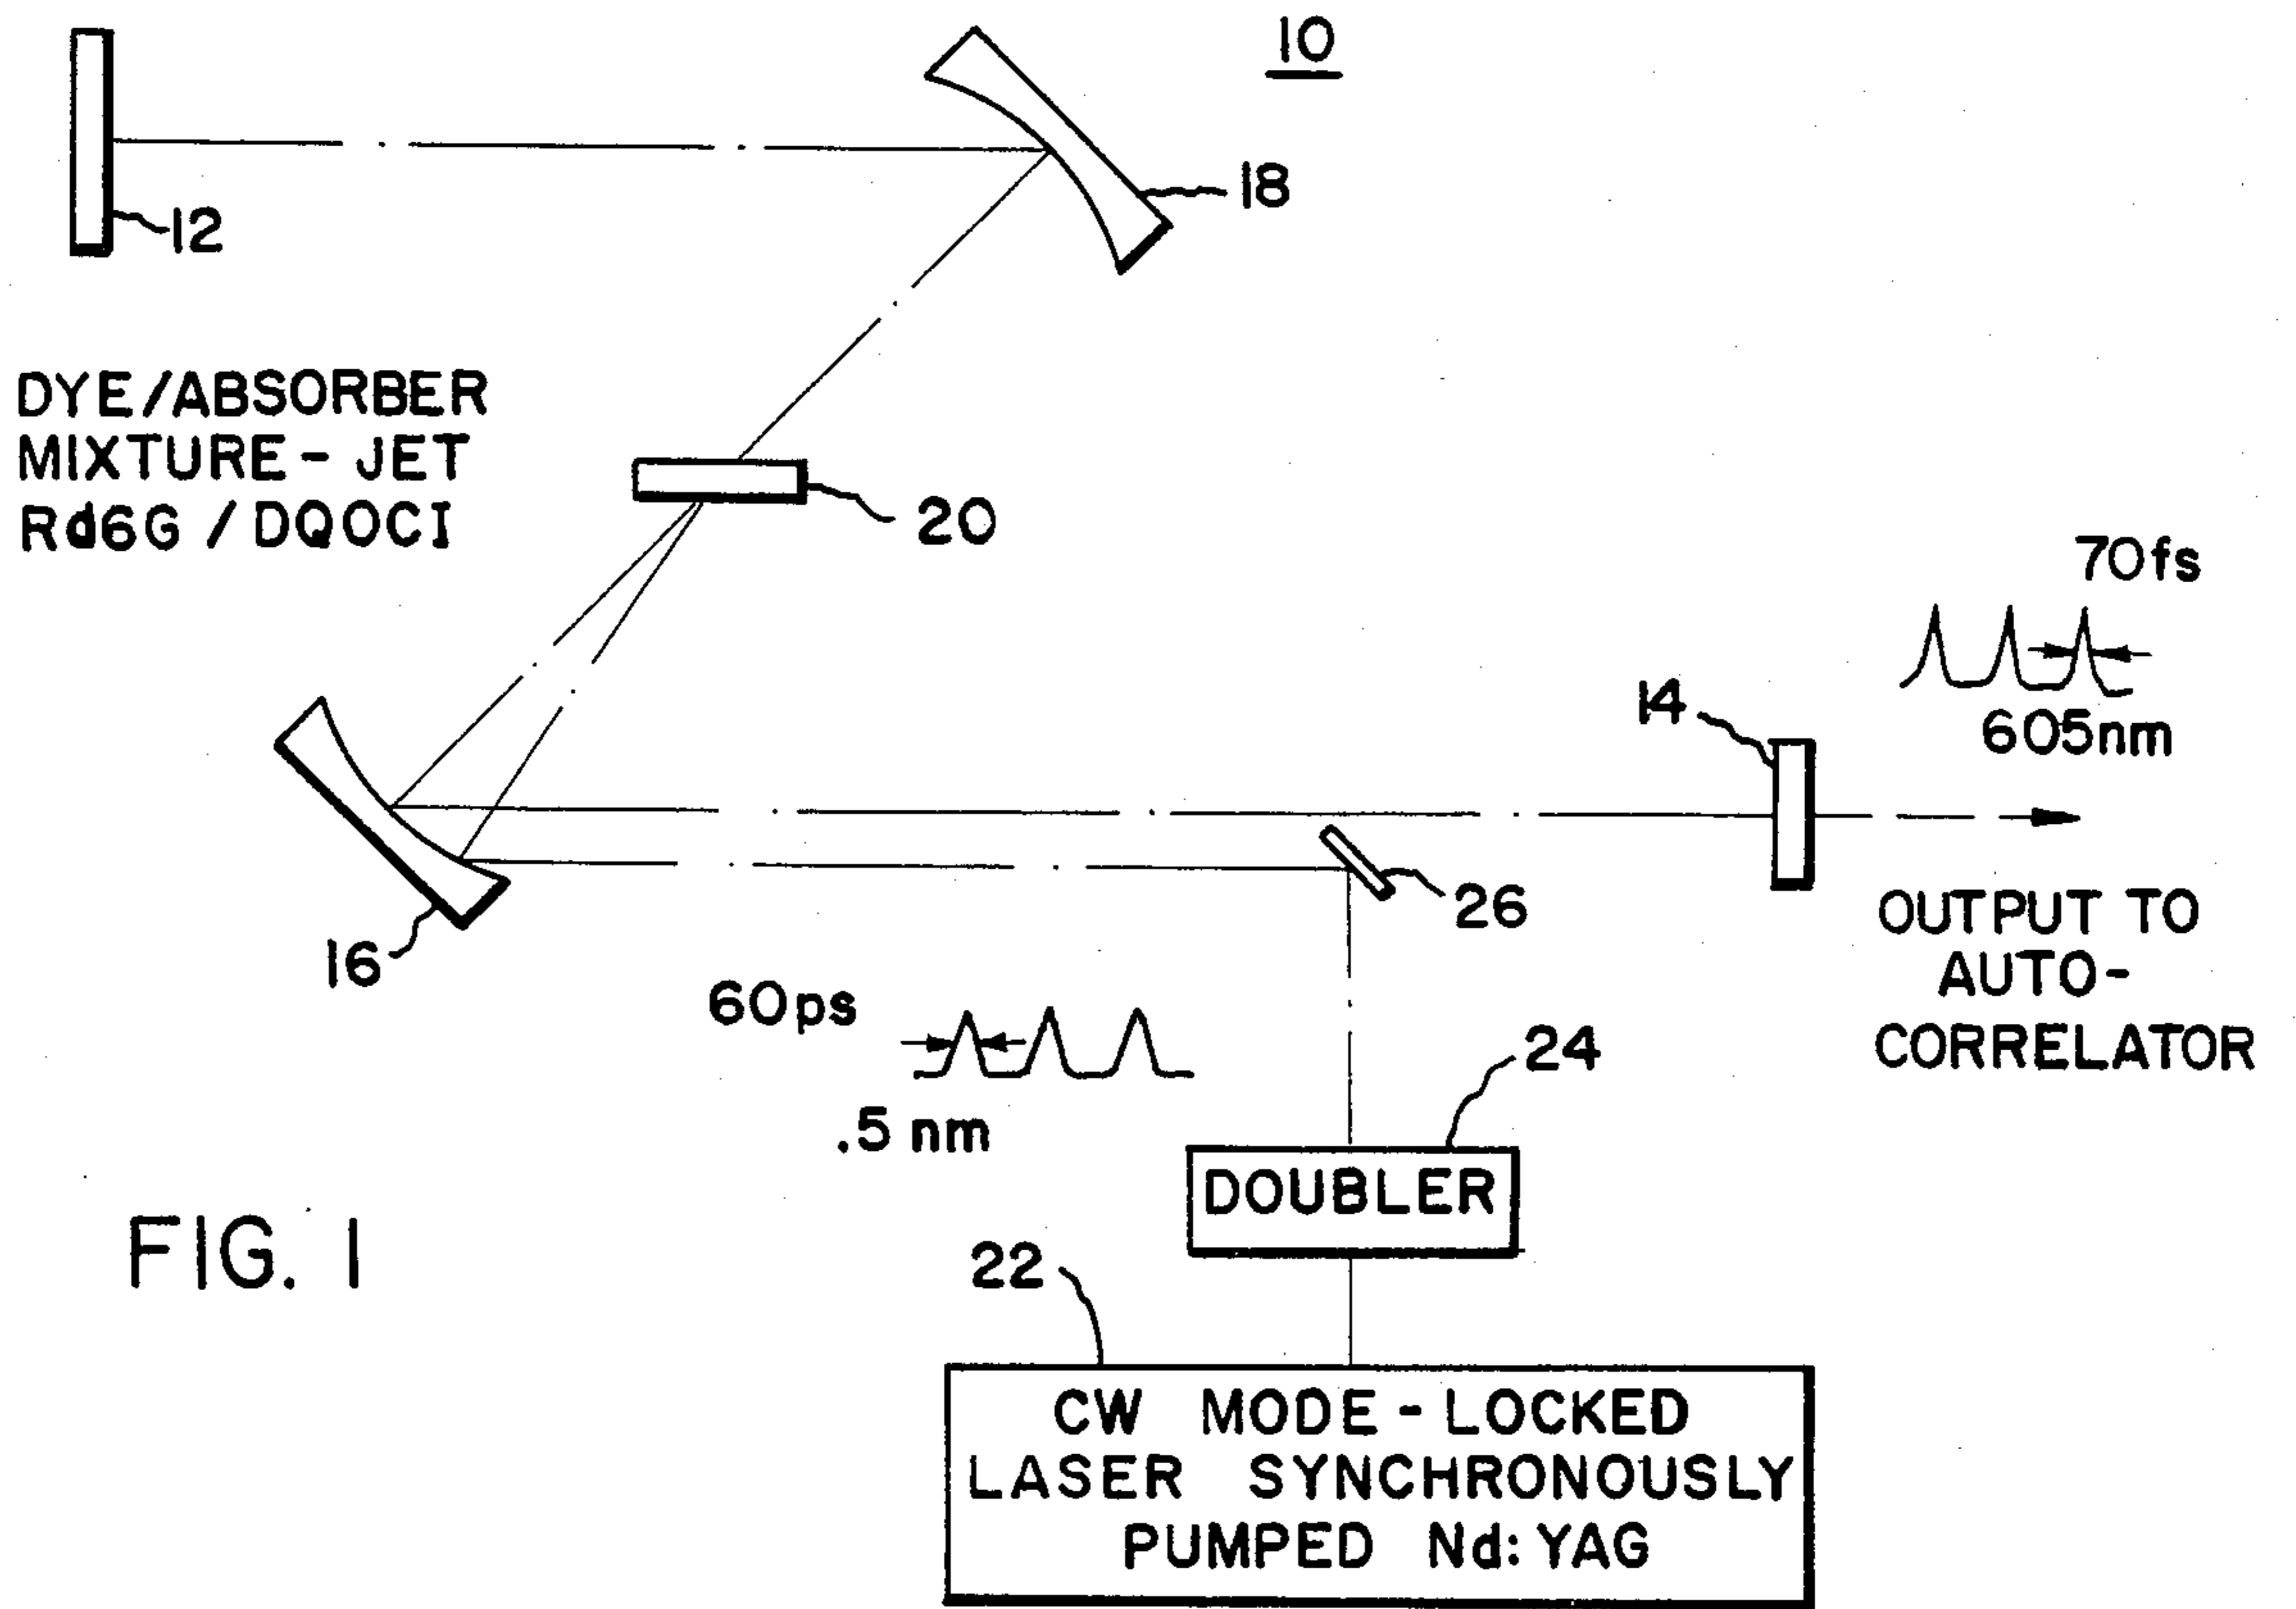 10
18
12
DYE/ABSORBER
MIXTURE - JET
Rd6G / DQOCI
20
70fs
14
605nm
26
16
OUTPUT TO
AUTO-
CORRELATOR
60ps
.5 nm
24
DOUBLER
22
FIG. 1
CW MODE - LOCKED
LASER SYNCHRONOUSLY
PUMPED Nd: YAG